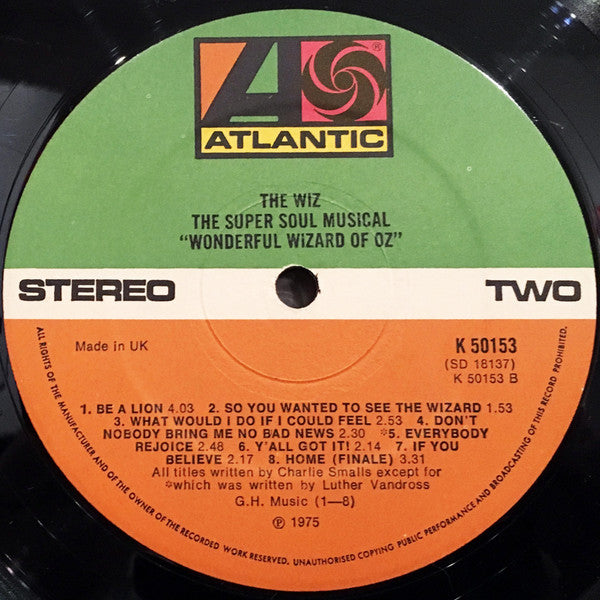 A
®
ATLANTIC
THE WIZ
THE SUPER SOUL MUSICAL
“WONDERFUL WIZARD OF OZ”
STEREO
TWO
Made in UK
K 50153
(SD 18137)
K 50153 B
1. BE A LION 4.03 2. SO YOU WANTED TO SEE THE WIZARD 1.53
3. WHAT WOULD I DO IF I COULD FEEL 2.53 4. DON'T
NOBODY BRING ME NO BAD NEWS 2.30 *5. EVERYBODY
REJOICE 2.48 6. Y'ALL GOT IT! 2.14 7. IF YOU
BELIEVE 2.17 8. HOME (FINALE) 3.31
All titles written by Charlie Smalls except for
*which was written by Luther Vandross
G.H. Music (1—8)
℗ 1975
ALL RIGHTS OF THE MANUFACTURER AND OF THE OWNER OF THE RECORDED WORK RESERVED. UNAUTHORISED COPYING PUBLIC PERFORMANCE AND BROADCASTING OF THIS RECORD PROHIBITED.